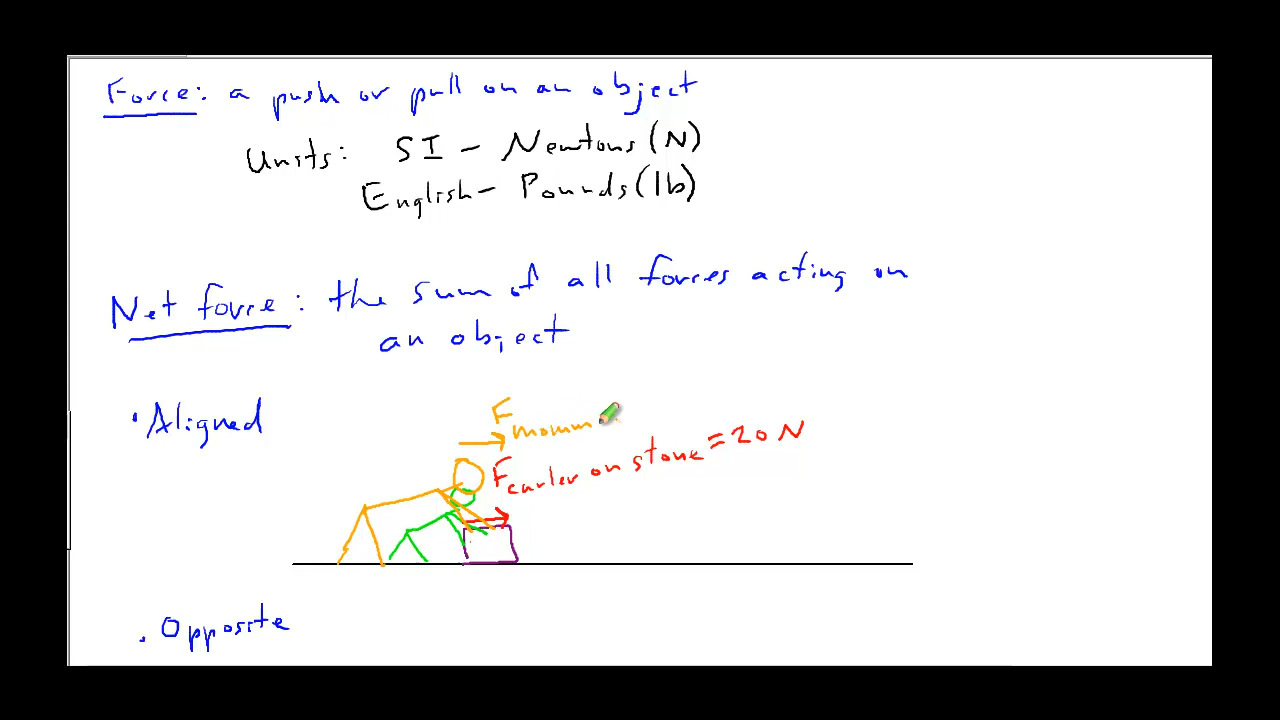 Force: a push or pull on an object
Units: SI - Newtons (N)
English - Pounds (lb)
Net force: the sum of all forces acting on
an object
• Aligned
F momm
F curler on stone = 20 N
• Opposite